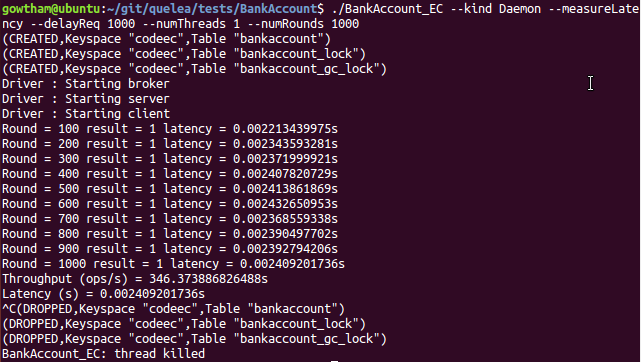 gowtham@ubuntu:~/git/quelea/tests/BankAccount$ ./BankAccount_EC --kind Daemon --measureLate
ncy --delayReq 1000 --numThreads 1 --numRounds 1000
(CREATED,Keyspace "codeec",Table "bankaccount")
(CREATED,Keyspace "codeec",Table "bankaccount_lock")
(CREATED,Keyspace "codeec",Table "bankaccount_gc_lock")
Driver : Starting broker
Driver : Starting server
Driver : Starting client
Round = 100 result = 1 latency = 0.002213439975s
Round = 200 result = 1 latency = 0.002343593281s
Round = 300 result = 1 latency = 0.002371999921s
Round = 400 result = 1 latency = 0.002407820729s
Round = 500 result = 1 latency = 0.002413861869s
Round = 600 result = 1 latency = 0.002432650953s
Round = 700 result = 1 latency = 0.002368559338s
Round = 800 result = 1 latency = 0.002390497702s
Round = 900 result = 1 latency = 0.002392794206s
Round = 1000 result = 1 latency = 0.002409201736s
Throughput (ops/s) = 346.373886826488s
Latency (s) = 0.002409201736s
^C(DROPPED,Keyspace "codeec",Table "bankaccount")
(DROPPED,Keyspace "codeec",Table "bankaccount_lock")
(DROPPED,Keyspace "codeec",Table "bankaccount_gc_lock")
BankAccount_EC: thread killed